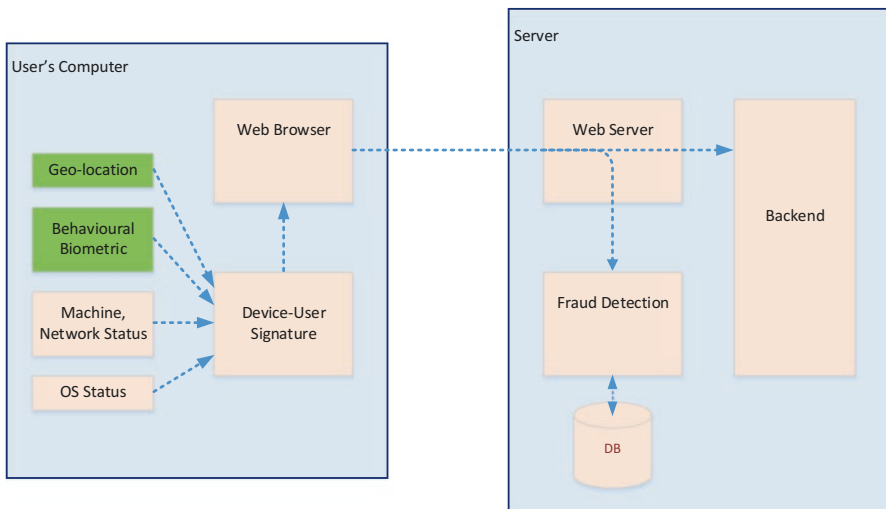 User's Computer
Web Browser
Geo-location
Behavioural
Biometric
Machine,
Network Status
OS Status
Device-User
Signature
Server
Web Server
Backend
Fraud Detection
DB